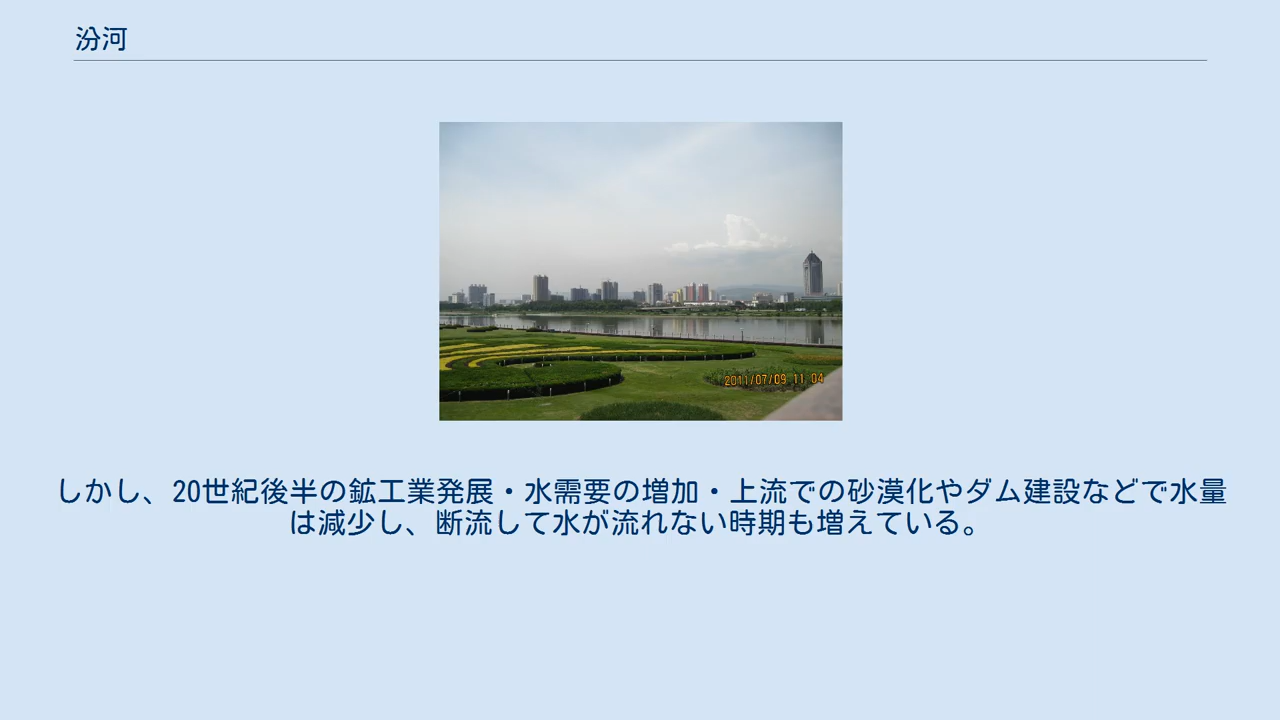 汾河
2011/07/09 11 04
しかし、20世紀後半の鉱工業発展・水需要の増加・上流での砂漠化やダム建設などで水量
は減少し、断流して水が流れない時期も増えている。